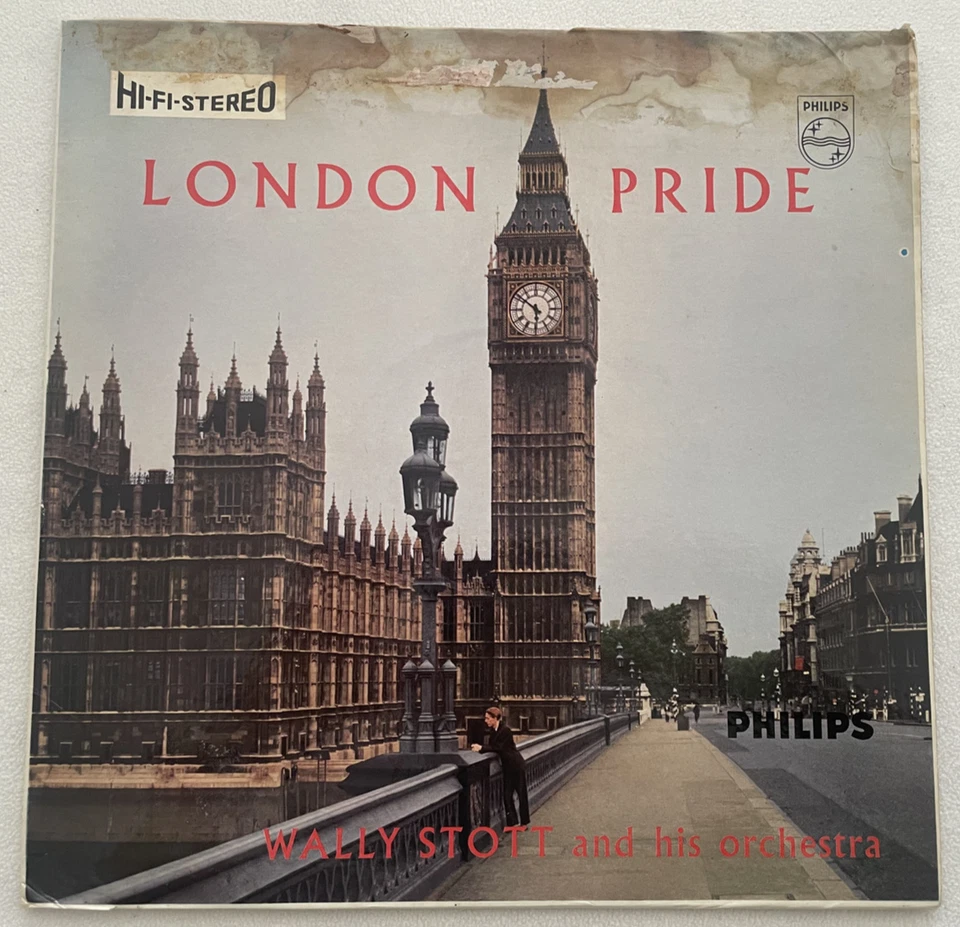 HI-FI-STEREO
PHILIPS
LONDON PRIDE
PHILIPS
WALLY STOTT and his orchestra